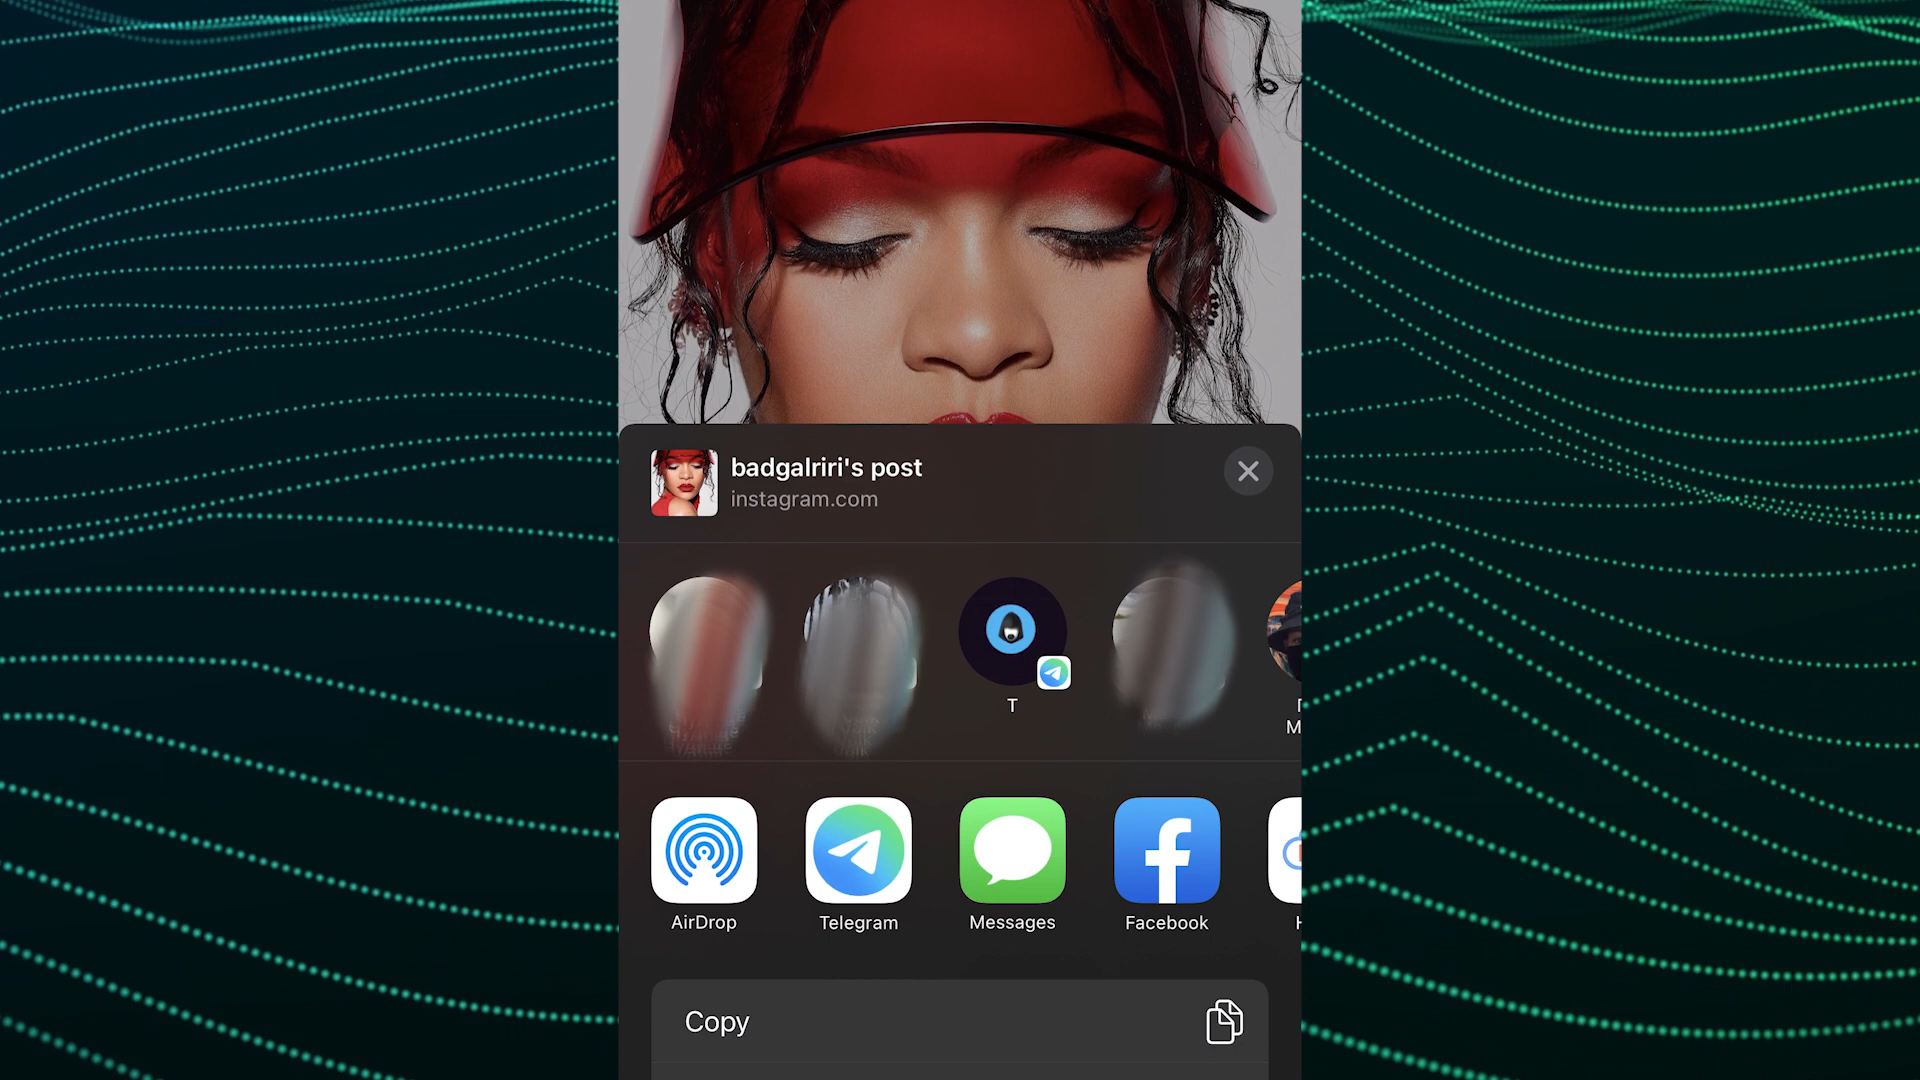 badgalriri's post
instagram.com
T
M
AirDrop
Telegram
Messages
Facebook
Copy